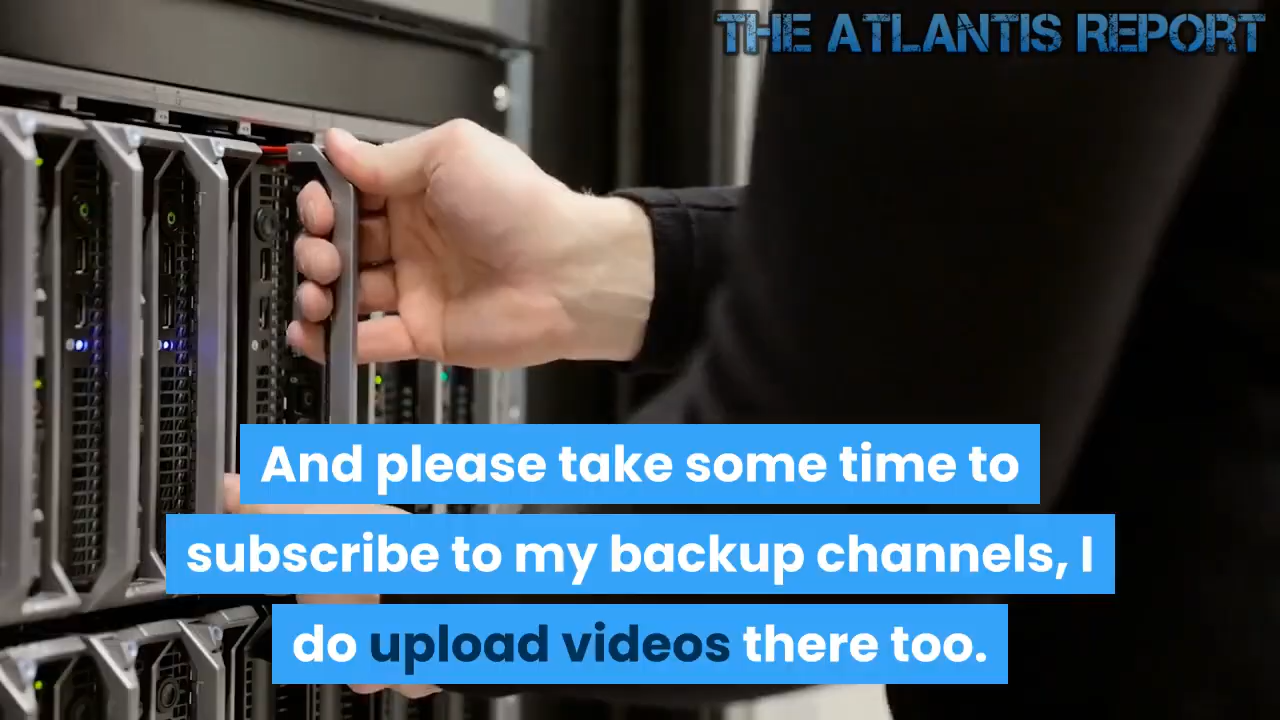 THE ATLANTIS REPORT
And please take some time to
subscribe to my backup channels, I
do upload videos there too.